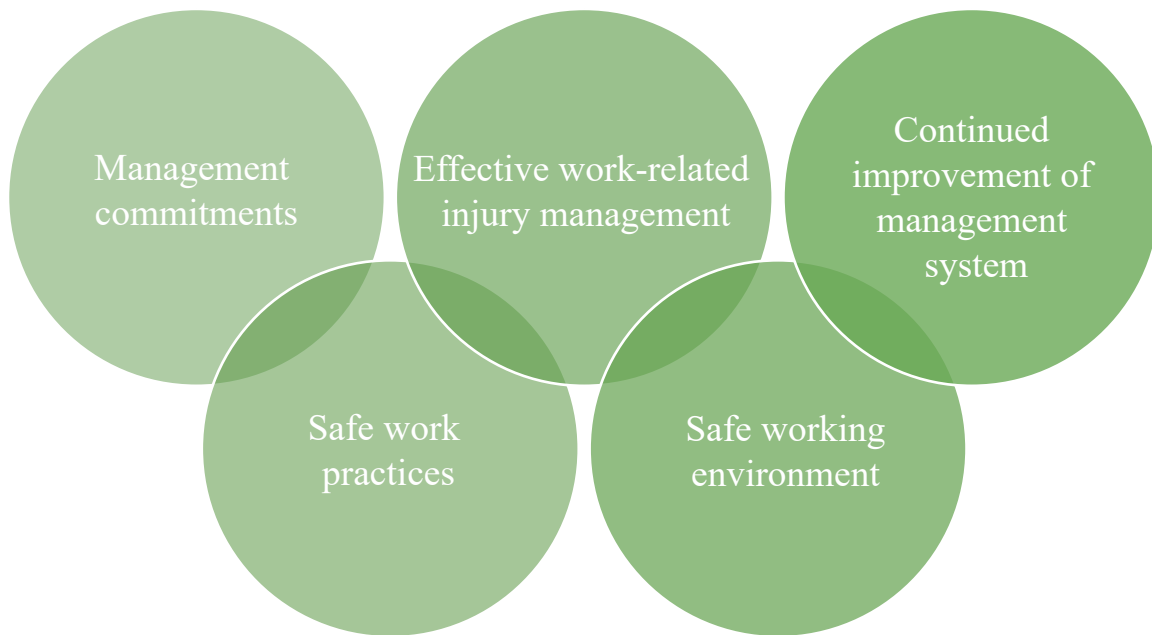 Management
commitments
Effective work-related
injury management
Continued
improvement of
management
system
Safe work
practices
Safe working
environment